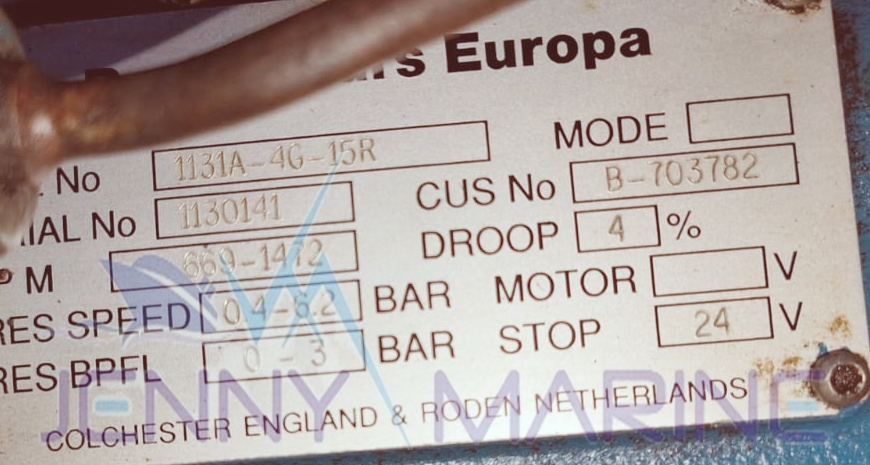 Europa
No 1131A-4G-15R MODE
IAL No 1130141 CUS No B-703782
P M 669-1472 DROOP 4 %
RES SPEED 0.4-6.2 BAR MOTOR V
RES BPFL 0-3 BAR STOP 24 V
JENNY MARINE
COLCHESTER ENGLAND & RODEN NETHERLANDS